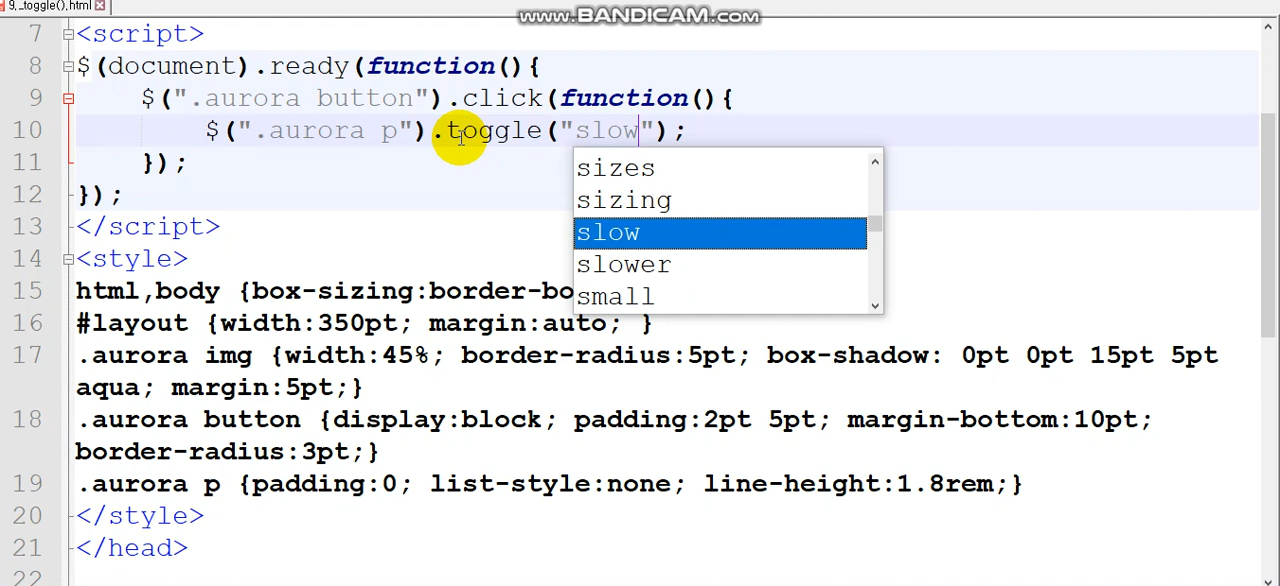 9,_toggle(),html
www.BANDICAM.com
7 <script>
8 $(document).ready(function(){
9 $(".aurora button").click(function(){
10 $(".aurora p").toggle("slow");
11 });
12 });
13 </script>
14 <style>
15 html,body {box-sizing:border-bo
16 #layout {width:350pt; margin:auto; }
17 .aurora img {width:45%; border-radius:5pt; box-shadow: 0pt 0pt 15pt 5pt
aqua; margin:5pt;}
18 .aurora button {display:block; padding:2pt 5pt; margin-bottom:10pt;
border-radius:3pt;}
19 .aurora p {padding:0; list-style:none; line-height:1.8rem;}
20 </style>
21 </head>
22
sizes
sizing
slow
slower
small